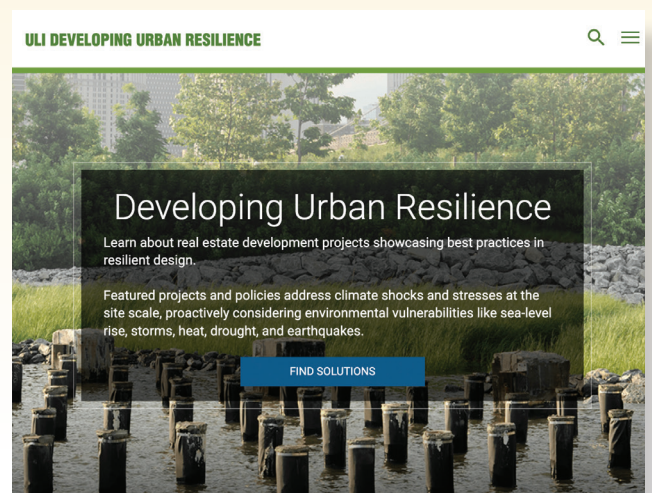 ULI DEVELOPING URBAN RESILIENCE
Developing Urban Resilience
Learn about real estate development projects showcasing best practices in
resilient design.
Featured projects and policies address climate shocks and stresses at the
site scale, proactively considering environmental vulnerabilities like sea-level
rise, storms, heat, drought, and earthquakes.
FIND SOLUTIONS